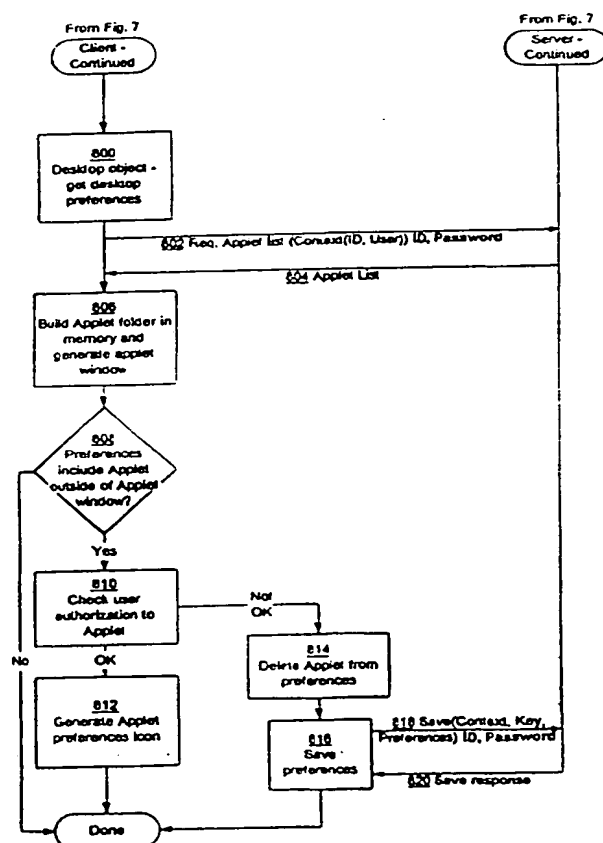 From Fig. 7
Client -
Continued
From Fig. 7
Server -
Continued
800
Desktop object -
get desktop
preferences
802 Req. Applet List (Context(ID, User)) ID, Password
804 Applet List
806
Build Applet folder in
memory and
generate applet
window
808
Preferences
include Applet
outside of Applet
window?
Yes
No
810
Check user
authorization to
Applet
Not
OK
OK
812
Generate Applet
preferences Icon
814
Delete Applet from
preferences
816
Save
preferences
818 Save(Context, Key,
Preferences) ID, Password
820 Save response
Done